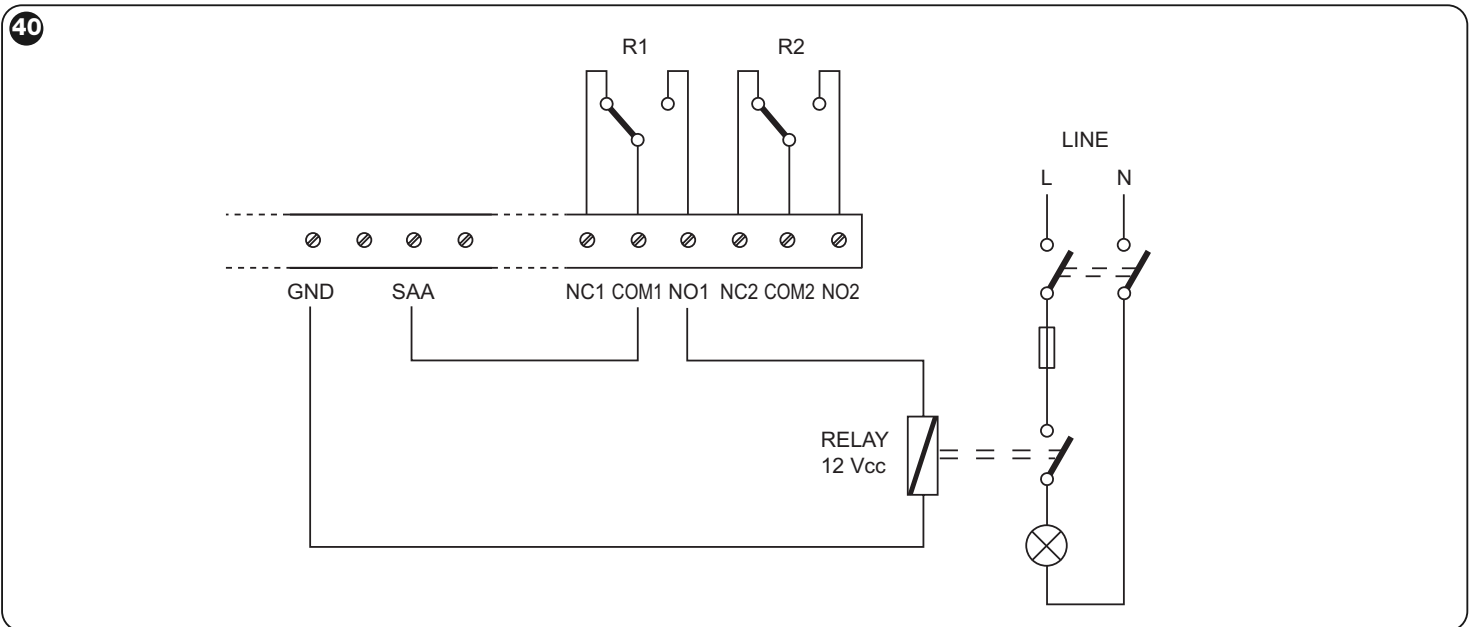 40
R1 R2
LINE
L N
GND SAA NC1 COM1 NO1 NC2 COM2 NO2
RELAY
12 Vcc